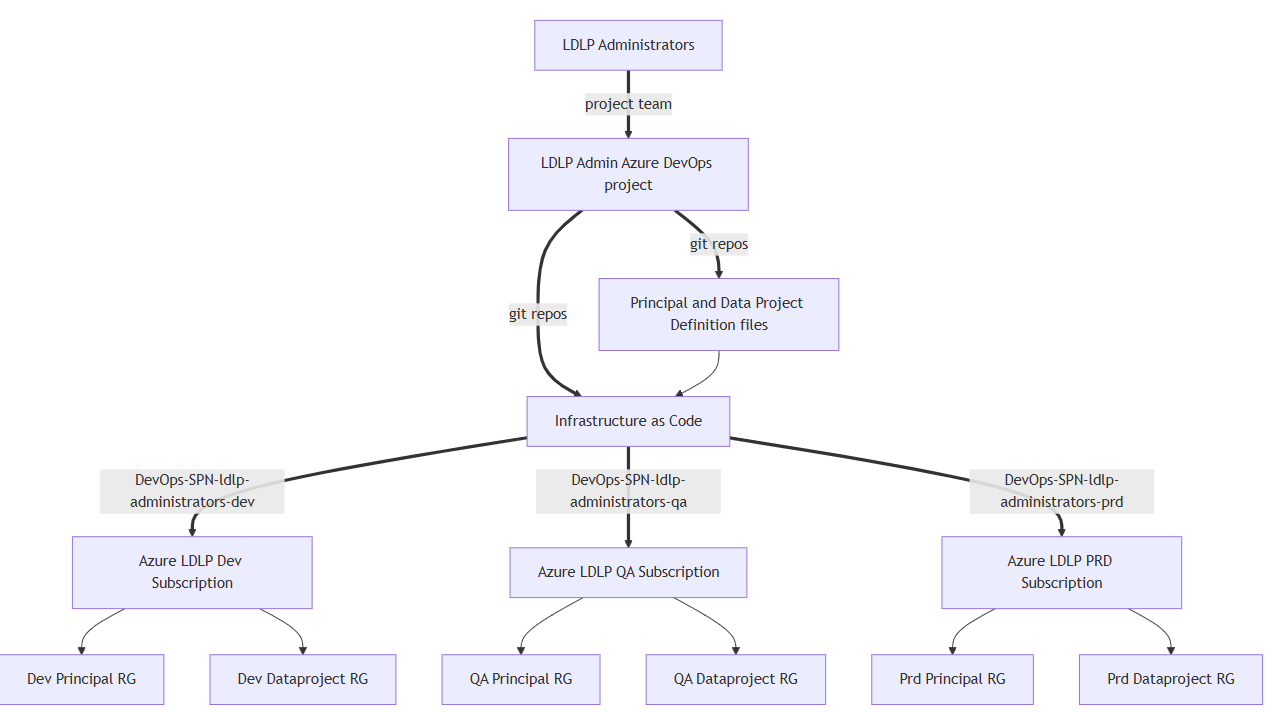 LDLP Administrators
project team
LDLP Admin Azure DevOps
project
git repos
Principal and Data Project
Definition files
git repos
Infrastructure as Code
DevOps-SPN-ldlp-
administrators-dev
DevOps-SPN-ldlp-
administrators-qa
DevOps-SPN-ldlp-
administrators-prd
Azure LDLP Dev
Subscription
Azure LDLP QA Subscription
Azure LDLP PRD
Subscription
Dev Principal RG
Dev Dataproject RG
QA Principal RG
QA Dataproject RG
Prd Principal RG
Prd Dataproject RG